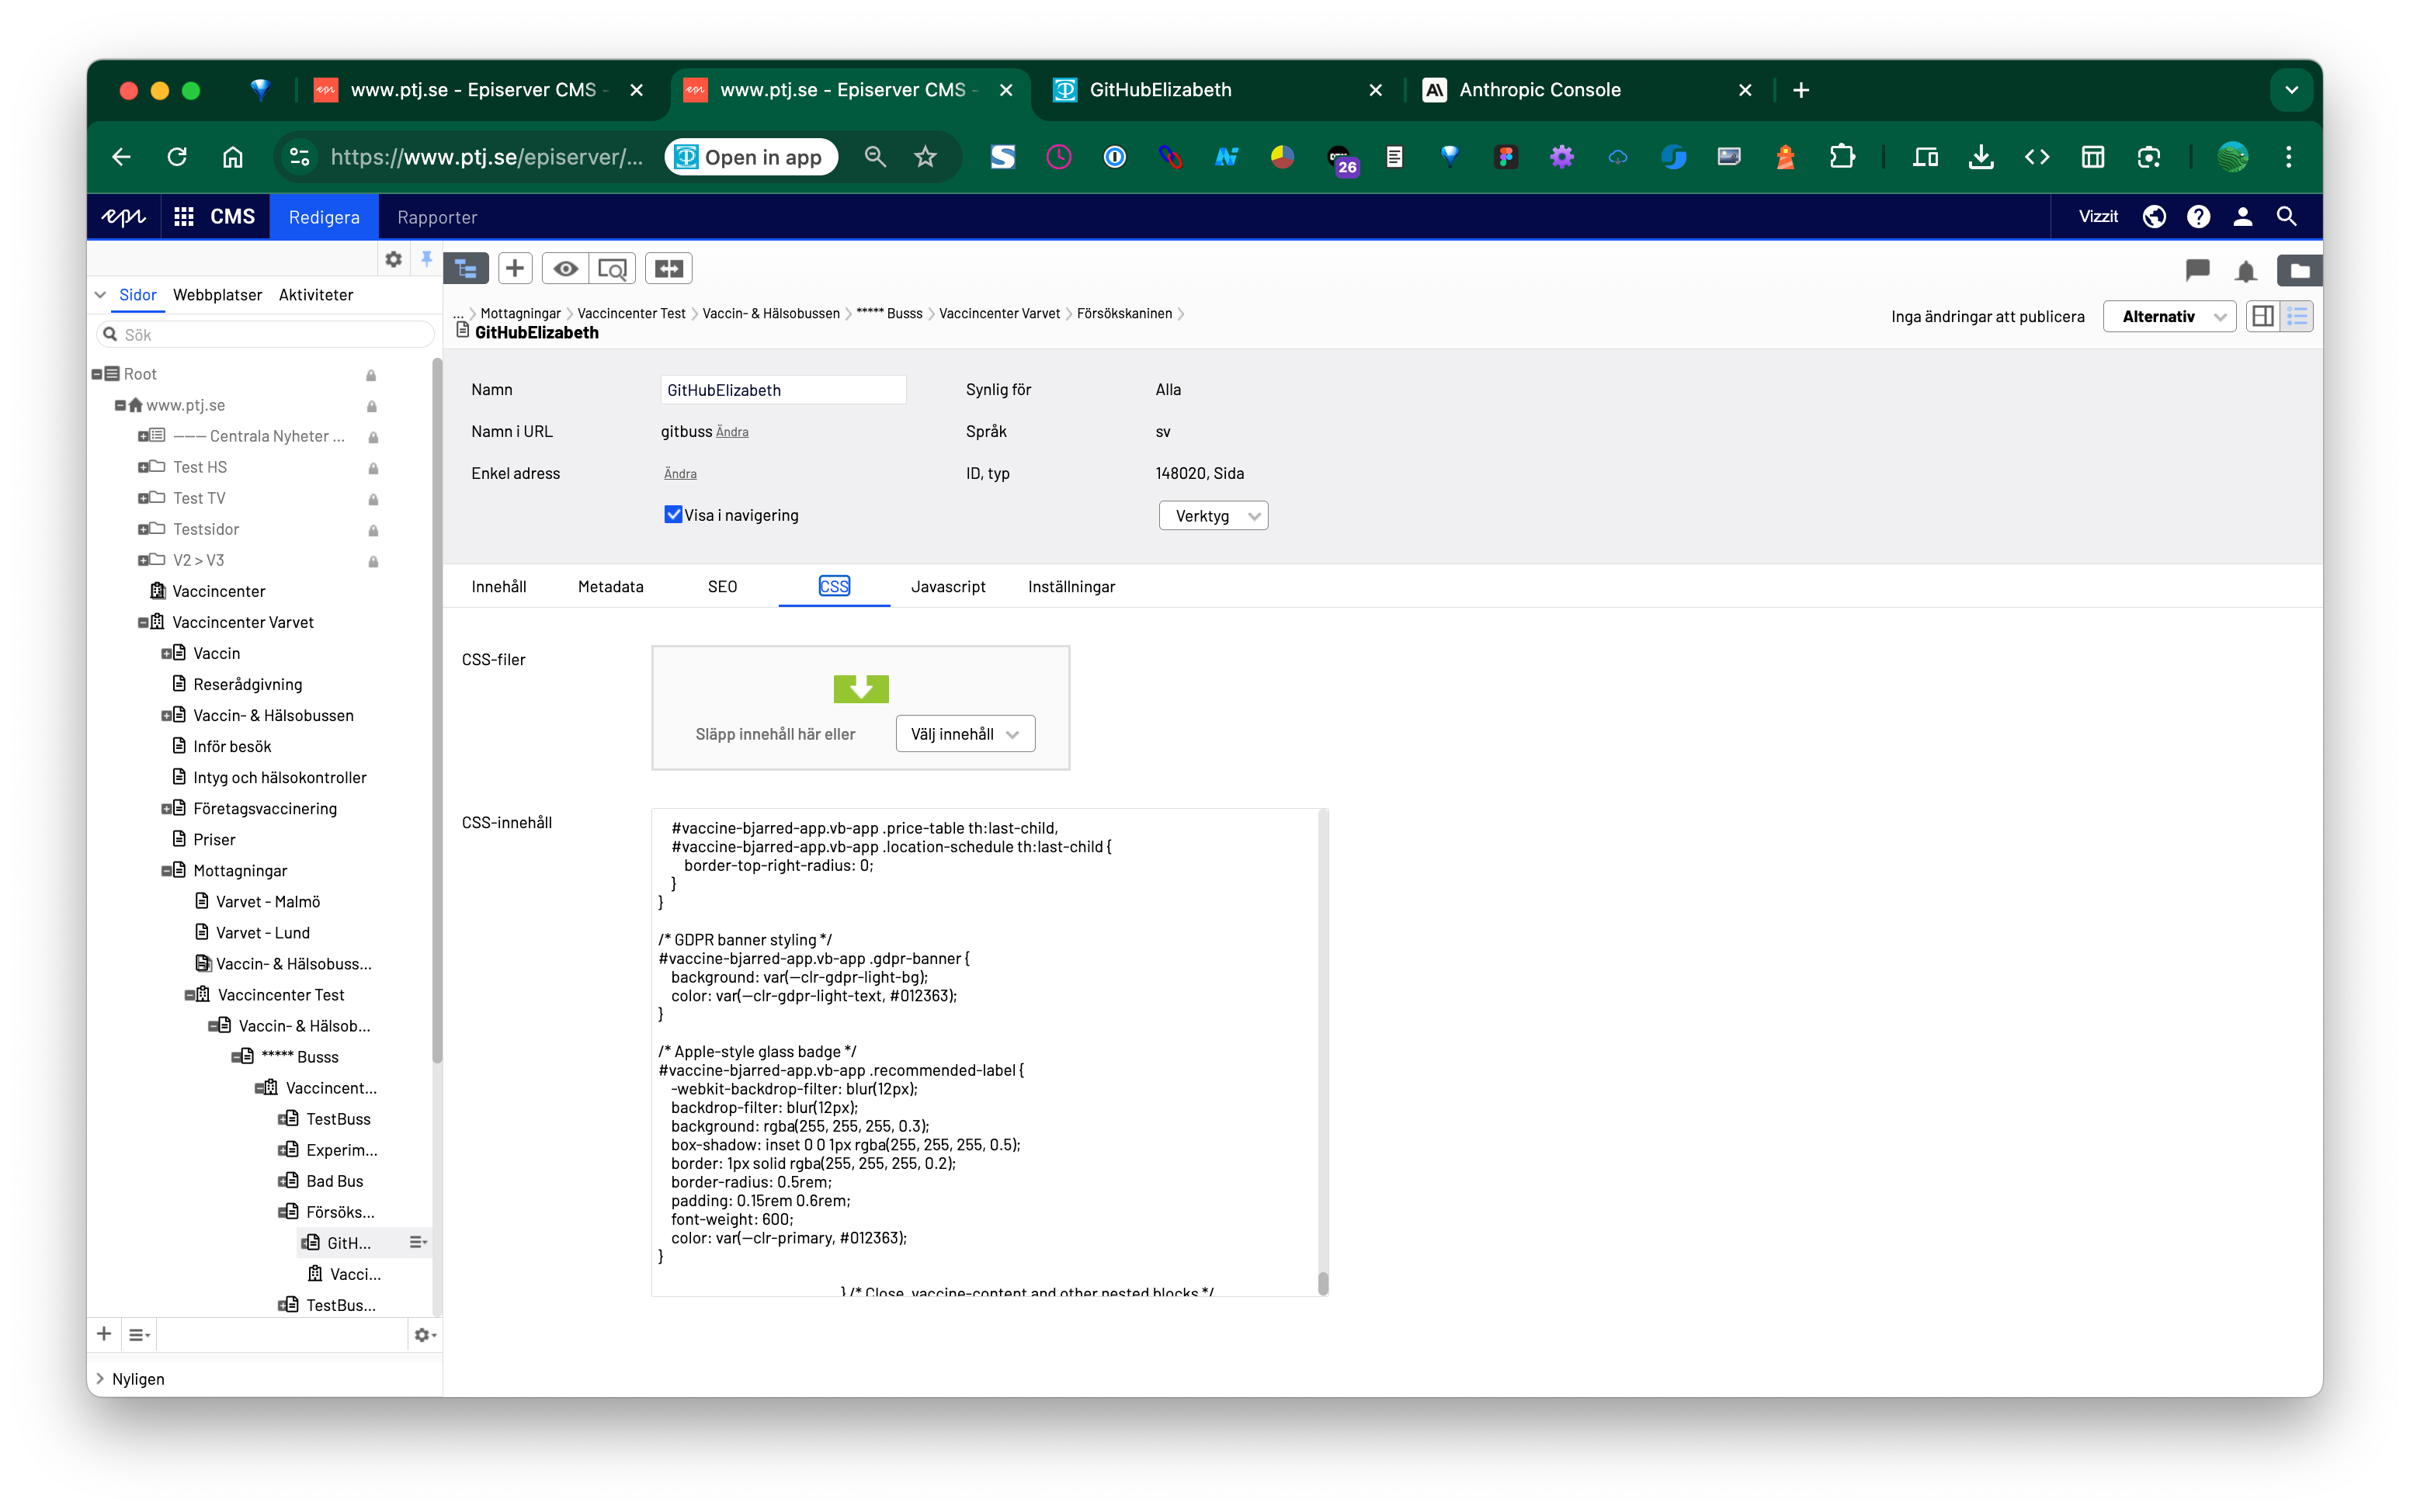 www.ptj.se - Episerver CMS -
www.ptj.se - Episerver CMS -
GitHubElizabeth
Anthropic Console
https://www.ptj.se/episerver/...
Open in app
26
epi
CMS
Redigera
Rapporter
Vizzit
Sidor
Webbplatser
Aktiviteter
Sök
Root
www.ptj.se
––– Centrala Nyheter ...
Test HS
Test TV
Testsidor
V2 > V3
Vaccincenter
Vaccincenter Varvet
Vaccin
Reserådgivning
Vaccin- & Hälsobussen
Inför besök
Intyg och hälsokontroller
Företagsvaccinering
Priser
Mottagningar
Varvet - Malmö
Varvet - Lund
Vaccin- & Hälsobuss...
Vaccincenter Test
Vaccin- & Hälsob...
***** Busss
Vaccincent...
TestBuss
Experim...
Bad Bus
Försöks...
GitH...
Vacci...
TestBus...
Nyligen
... > Mottagningar > Vaccincenter Test > Vaccin- & Hälsobussen > ***** Busss > Vaccincenter Varvet > Försökskaninen >
GitHubElizabeth
Inga ändringar att publicera
Alternativ
Namn
GitHubElizabeth
Synlig för
Alla
Namn i URL
gitbuss Ändra
Språk
sv
Enkel adress
Ändra
ID, typ
148020, Sida
Visa i navigering
Verktyg
Innehåll
Metadata
SEO
CSS
Javascript
Inställningar
CSS-filer
Släpp innehåll här eller
Välj innehåll
CSS-innehåll
#vaccine-bjarred-app.vb-app .price-table th:last-child,
#vaccine-bjarred-app.vb-app .location-schedule th:last-child {
border-top-right-radius: 0;
}
}
/* GDPR banner styling */
#vaccine-bjarred-app.vb-app .gdpr-banner {
background: var(--clr-gdpr-light-bg);
color: var(--clr-gdpr-light-text, #012363);
}
/* Apple-style glass badge */
#vaccine-bjarred-app.vb-app .recommended-label {
-webkit-backdrop-filter: blur(12px);
backdrop-filter: blur(12px);
background: rgba(255, 255, 255, 0.3);
box-shadow: inset 0 0 1px rgba(255, 255, 255, 0.5);
border: 1px solid rgba(255, 255, 255, 0.2);
border-radius: 0.5rem;
padding: 0.15rem 0.6rem;
font-weight: 600;
color: var(--clr-primary, #012363);
}
} /* Close .vaccine-content and other nested blocks */